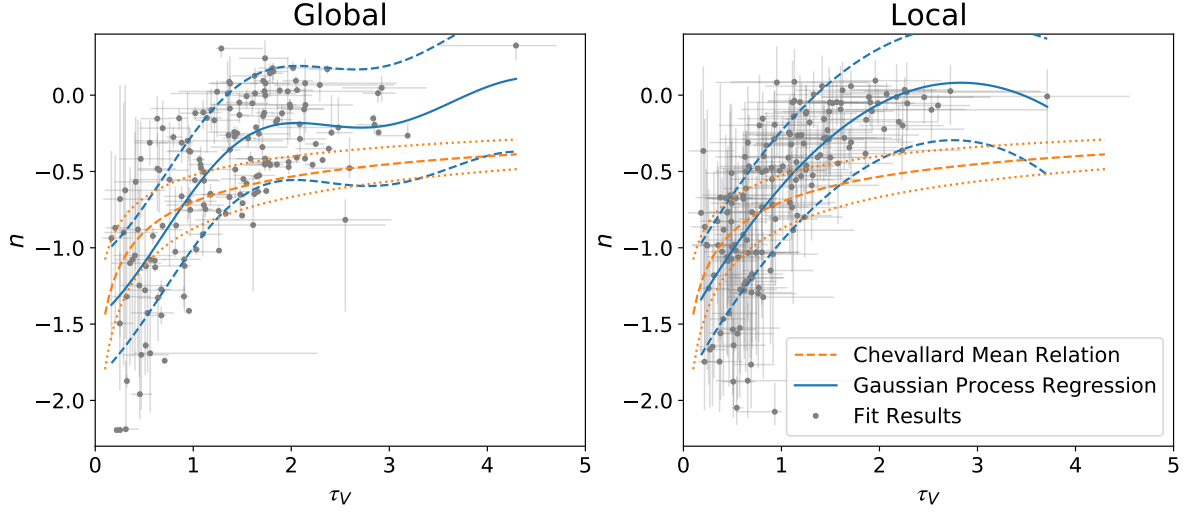 Global
Local
0.0
−0.5
−1.0
−1.5
−2.0
n
0 1 2 3 4 5
τV
0.0
−0.5
−1.0
−1.5
−2.0
n
0 1 2 3 4 5
τV
Chevallard Mean Relation
Gaussian Process Regression
Fit Results